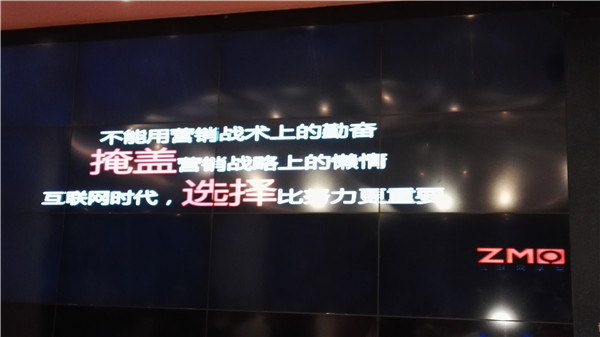 不能用营销战术上的勤奋
掩盖营销战略上的懒惰
互联网时代，选择比努力更重要
ZMO